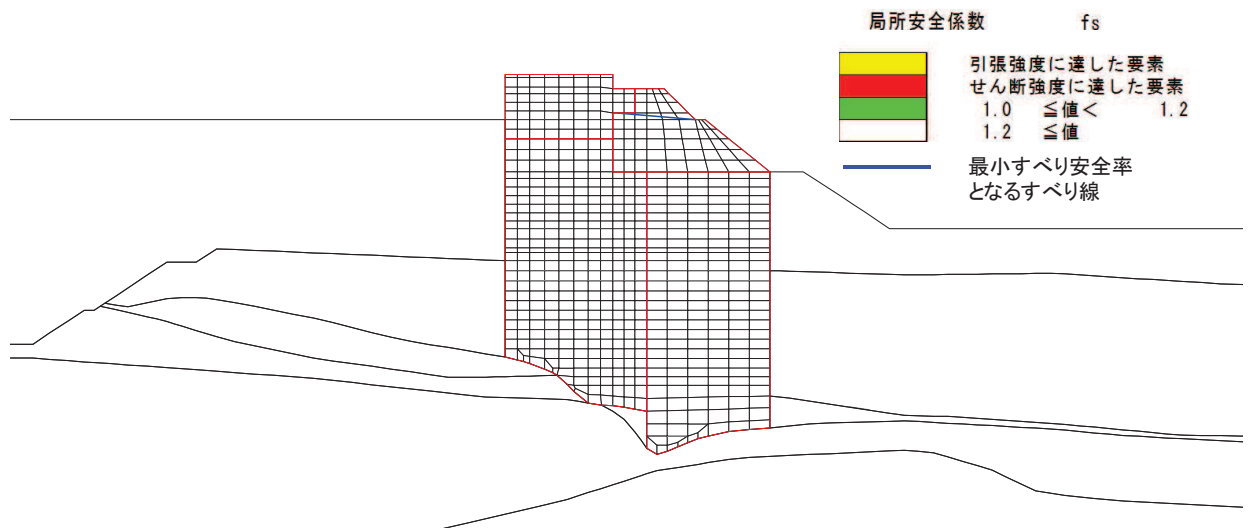 局所安全係数 fs
引張強度に達した要素
せん断強度に達した要素
1.0 ≦値< 1.2
1.2 ≦値
最小すべり安全率
となるすべり線